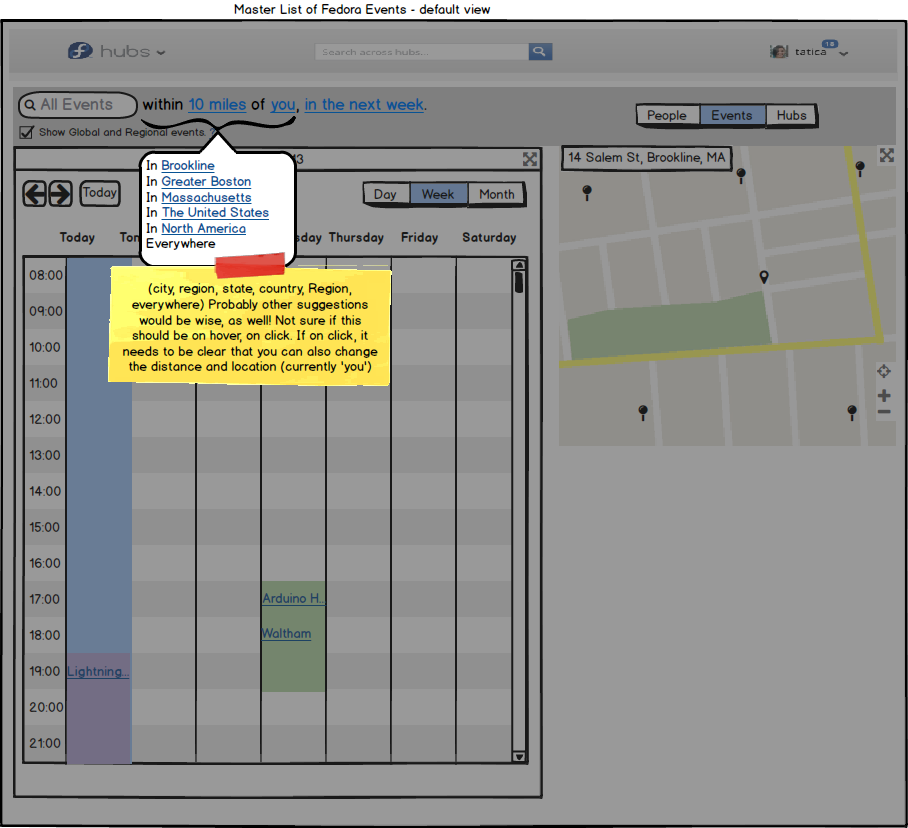 Master List of Fedora Events - default view
hubs
Search across hubs...
18
tatica
All Events
within 10 miles of you, in the next week.
People Events Hubs
Show Global and Regional events.
13
14 Salem St, Brookline, MA
In Brookline
In Greater Boston
In Massachusetts
In The United States
In North America
Everywhere
Today
Day Week Month
Today Thursday Friday Saturday
(city, region, state, country, Region,
everywhere) Probably other suggestions
would be wise, as well! Not sure if this
should be on hover, on click. If on click, it
needs to be clear that you can also change
the distance and location (currently 'you')
08:00
09:00
10:00
11:00
12:00
13:00
14:00
15:00
16:00
17:00 Arduino H...
18:00 Waltham
19:00 Lightning...
20:00
21:00